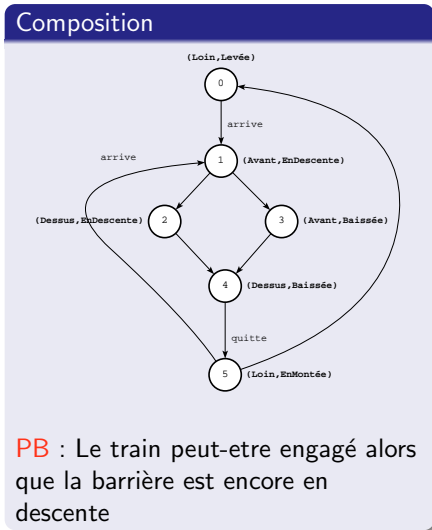 Composition
(Loin,Levée)
0
arrive
arrive
1
(Avant,EnDescente)
(Dessus,EnDescente)
2
3
(Avant,Baissée)
4
(Dessus,Baissée)
quitte
5
(Loin,EnMontée)
PB : Le train peut-etre engagé alors
que la barrière est encore en
descente